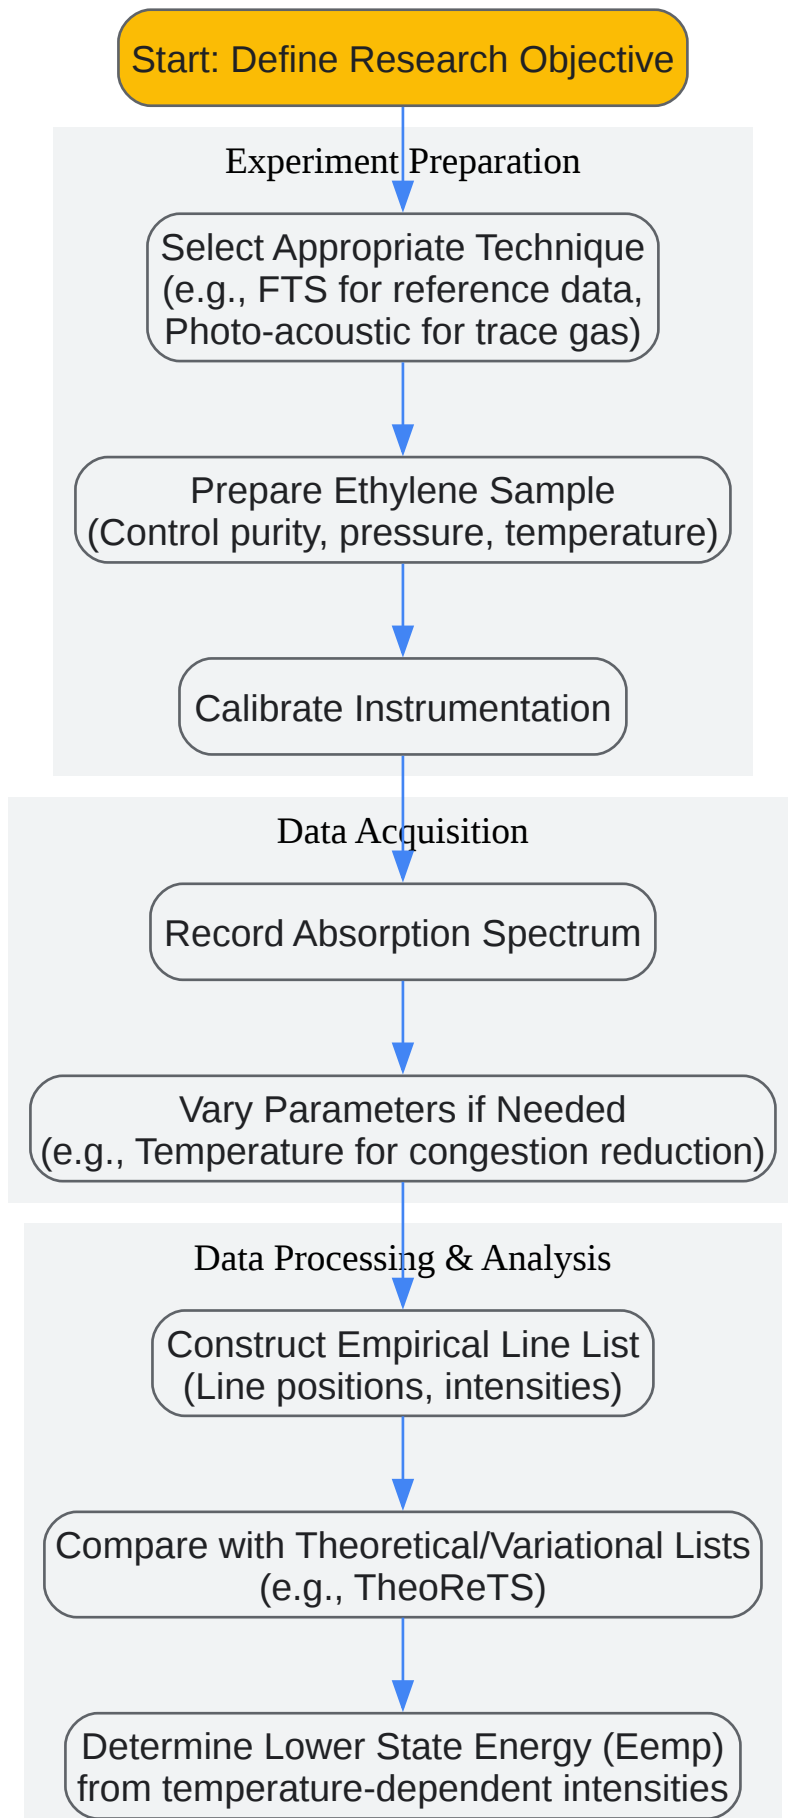 Start: Define Research Objective
Experiment Preparation
Select Appropriate Technique
(e.g., FTS for reference data,
Photo-acoustic for trace gas)
Prepare Ethylene Sample
(Control purity, pressure, temperature)
Calibrate Instrumentation
Data Acquisition
Record Absorption Spectrum
Vary Parameters if Needed
(e.g., Temperature for congestion reduction)
Data Processing & Analysis
Construct Empirical Line List
(Line positions, intensities)
Compare with Theoretical/Variational Lists
(e.g., TheoReTS)
Determine Lower State Energy (Eemp)
from temperature-dependent intensities